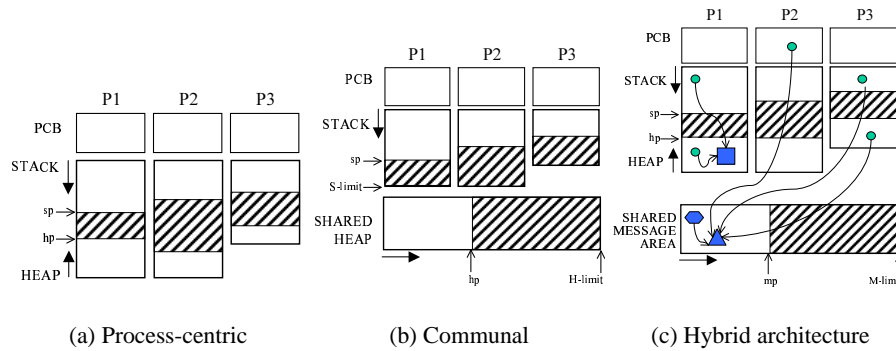 P1 P2 P3
PCB
STACK
sp
hp
HEAP
(a) Process-centric
P1 P2 P3
PCB
STACK
sp
S-limit
SHARED
HEAP
hp H-limit
(b) Communal
P1 P2 P3
PCB
STACK
sp
hp
HEAP
SHARED
MESSAGE
AREA
mp M-lim
(c) Hybrid architecture